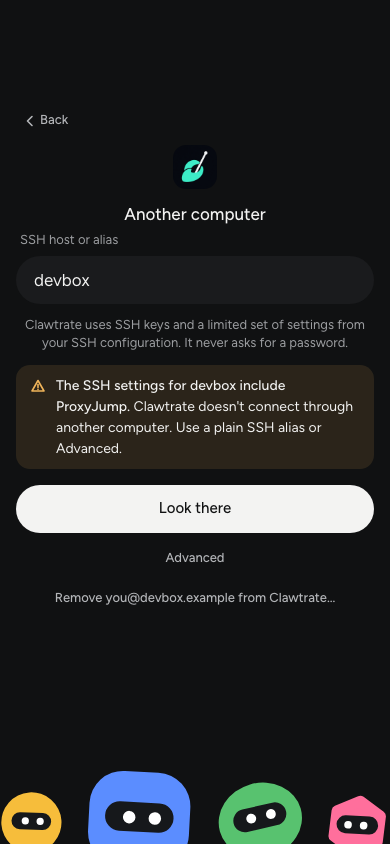 Back
Another computer
SSH host or alias
devbox
Clawtrate uses SSH keys and a limited set of settings from
your SSH configuration. It never asks for a password.
The SSH settings for devbox include
ProxyJump. Clawtrate doesn't connect through
another computer. Use a plain SSH alias or
Advanced.
Look there
Advanced
Remove you@devbox.example from Clawtrate...